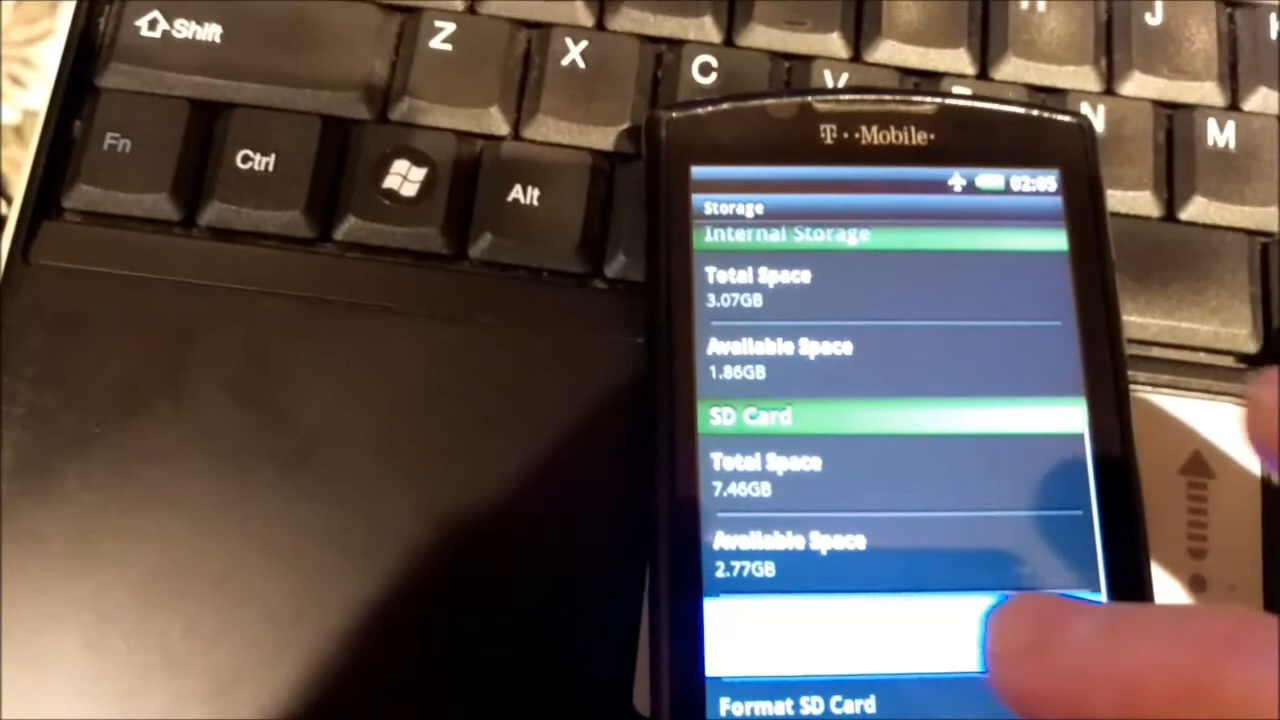 Shift
Z
X
C
V
J
N
M
Fn
Ctrl
Alt
T··Mobile·
02:05
Storage
Internal Storage
Total Space
3.07GB
Available Space
1.86GB
SD Card
Total Space
7.46GB
Available Space
2.77GB
Format SD Card